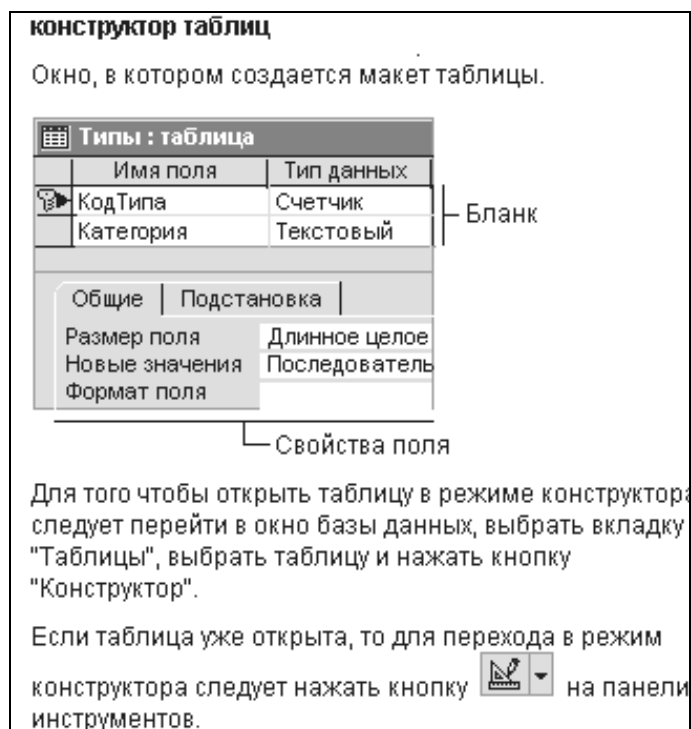 конструктор таблиц
Окно, в котором создается макет таблицы.
Типы : таблица
Имя поля Тип данных
КодТипа Счетчик
Категория Текстовый
Бланк
Общие Подстановка
Размер поля Длинное целое
Новые значения Последователь
Формат поля
Свойства поля
Для того чтобы открыть таблицу в режиме конструктора
следует перейти в окно базы данных, выбрать вкладку
"Таблицы", выбрать таблицу и нажать кнопку
"Конструктор".
Если таблица уже открыта, то для перехода в режим
конструктора следует нажать кнопку на панели
инструментов.